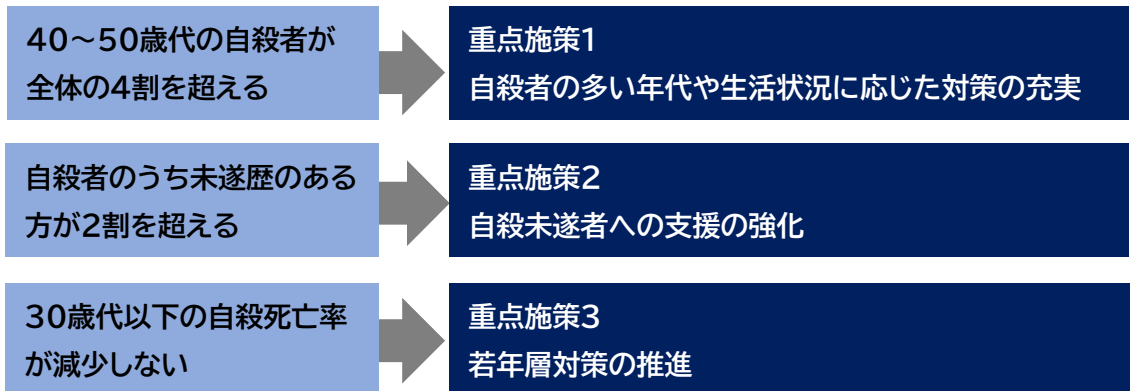 40～50歳代の自殺者が
全体の4割を超える
重点施策1
自殺者の多い年代や生活状況に応じた対策の充実
自殺者のうち未遂歴のある
方が2割を超える
重点施策2
自殺未遂者への支援の強化
30歳代以下の自殺死亡率
が減少しない
重点施策3
若年層対策の推進